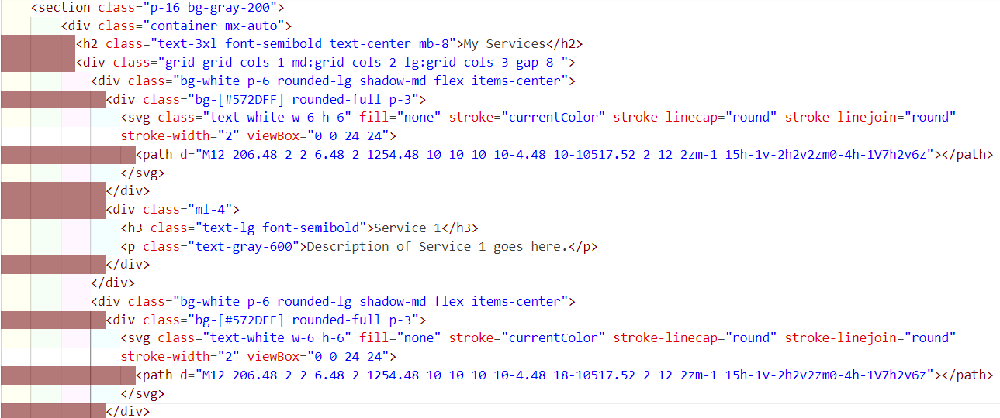 <section class="p-16 bg-gray-200">
<div class="container mx-auto">
<h2 class="text-3xl font-semibold text-center mb-8">My Services</h2>
<div class="grid grid-cols-1 md:grid-cols-2 lg:grid-cols-3 gap-8 ">
<div class="bg-white p-6 rounded-lg shadow-md flex items-center">
<div class="bg-[#572DFF] rounded-full p-3">
<svg class="text-white w-6 h-6" fill="none" stroke="currentColor" stroke-linecap="round" stroke-linejoin="round"
stroke-width="2" viewBox="0 0 24 24">
<path d="M12 206.48 2 2 6.48 2 1254.48 10 10 10 10-4.48 10-10517.52 2 12 2zm-1 15h-1v-2h2v2zm0-4h-1V7h2v6z"></path>
</svg>
</div>
<div class="ml-4">
<h3 class="text-lg font-semibold">Service 1</h3>
<p class="text-gray-600">Description of Service 1 goes here.</p>
</div>
</div>
<div class="bg-white p-6 rounded-lg shadow-md flex items-center">
<div class="bg-[#572DFF] rounded-full p-3">
<svg class="text-white w-6 h-6" fill="none" stroke="currentColor" stroke-linecap="round" stroke-linejoin="round"
stroke-width="2" viewBox="0 0 24 24">
<path d="M12 206.48 2 2 6.48 2 1254.48 10 10 10 10-4.48 18-10517.52 2 12 2zm-1 15h-1v-2h2v2zm0-4h-1V7h2v6z"></path>
</svg>
</div>